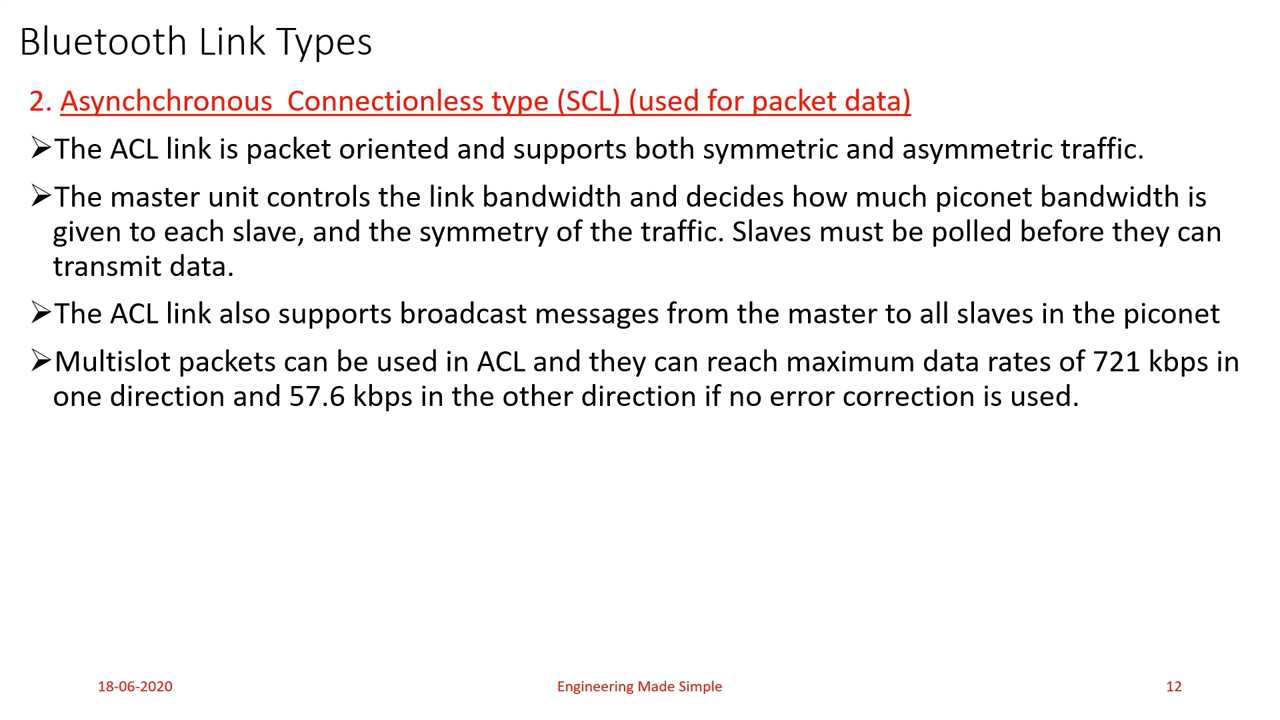 Bluetooth Link Types
2. Asynchchronous  Connectionless type (SCL) (used for packet data)
➢The ACL link is packet oriented and supports both symmetric and asymmetric traffic.
➢The master unit controls the link bandwidth and decides how much piconet bandwidth is
given to each slave, and the symmetry of the traffic. Slaves must be polled before they can
transmit data.
➢The ACL link also supports broadcast messages from the master to all slaves in the piconet
➢Multislot packets can be used in ACL and they can reach maximum data rates of 721 kbps in
one direction and 57.6 kbps in the other direction if no error correction is used.
18-06-2020
Engineering Made Simple
12